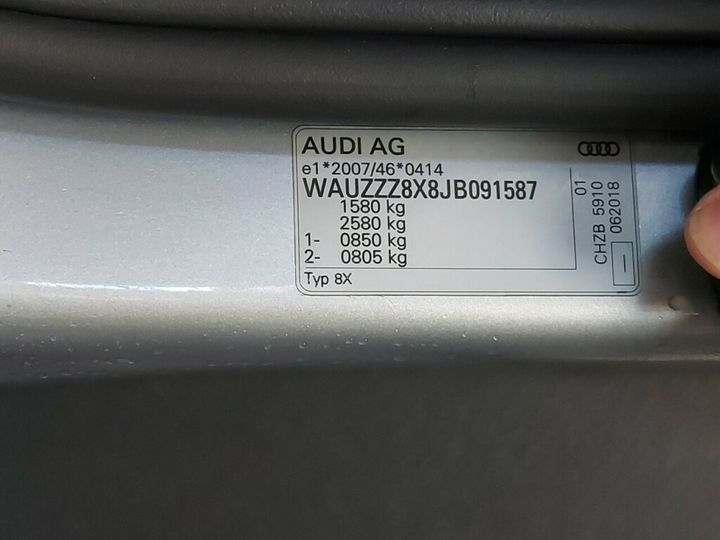 AUDI AG
e1*2007/46*0414
WAUZZZ8X8JB091587
1580 kg
2580 kg
1- 0850 kg
2- 0805 kg
Typ 8X
01
CHZB 5910
062018
—